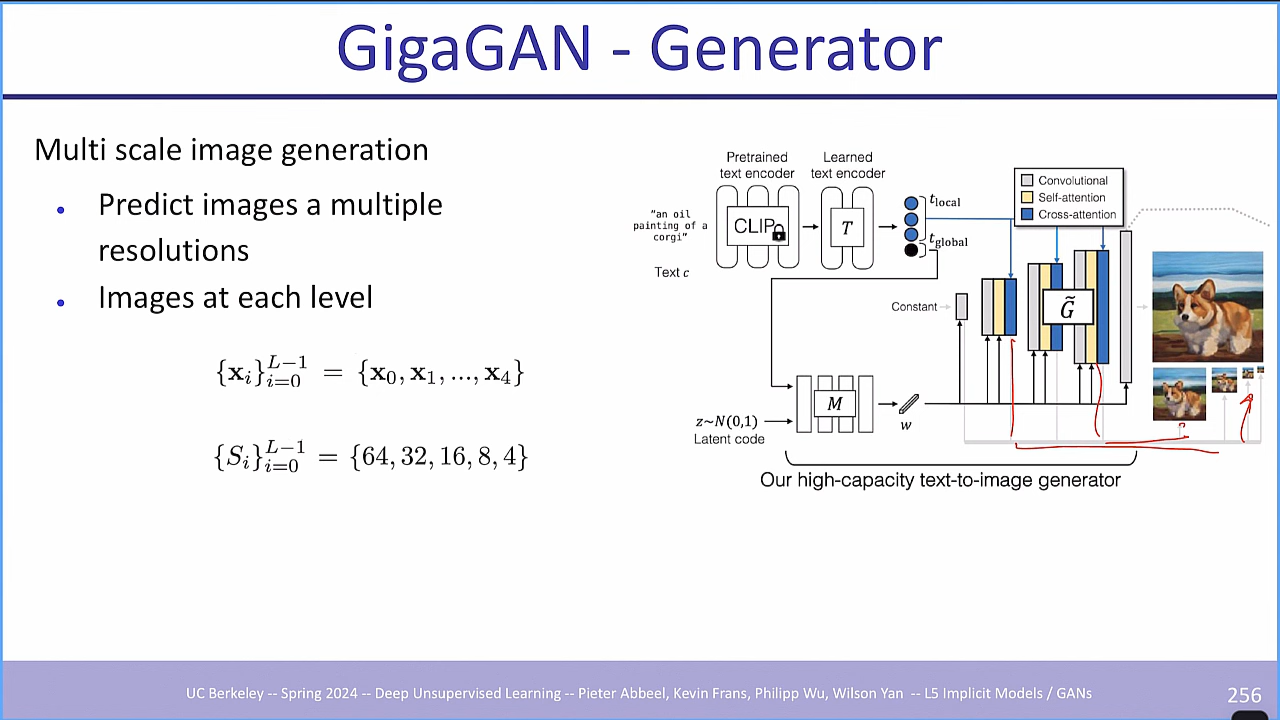 GigaGAN - Generator
Multi scale image generation
• Predict images a multiple
resolutions
• Images at each level
{x_i}_{i=0}^{L−1} = {x_0, x_1, ..., x_4}
{S_i}_{i=0}^{L−1} = {64, 32, 16, 8, 4}
Pretrained
text encoder
Learned
text encoder
"an oil
painting of a
corgi"
CLIP
T
t_local
t_global
Text c
Convolutional
Self-attention
Cross-attention
Constant
G̃
M
w
z~N(0,1)
Latent code
Our high-capacity text-to-image generator
UC Berkeley -- Spring 2024 -- Deep Unsupervised Learning -- Pieter Abbeel, Kevin Frans, Philipp Wu, Wilson Yan -- L5 Implicit Models / GANs
256